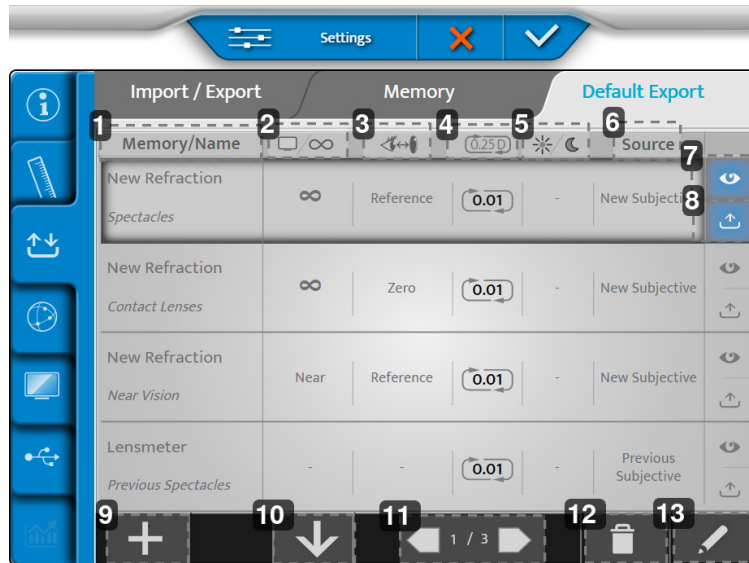 Settings
Import / Export
Memory
Default Export
1
2
3
4
5
6
Memory/Name
∞
0.25 D
Source
7
New Refraction
Spectacles
∞
Reference
0.01
-
New Subjecti
8
New Refraction
Contact Lenses
∞
Zero
0.01
-
New Subjective
New Refraction
Near Vision
Near
Reference
0.01
-
New Subjective
Lensmeter
Previous Spectacles
-
-
0.01
-
Previous
Subjective
9
10
11
12
13
1 / 3